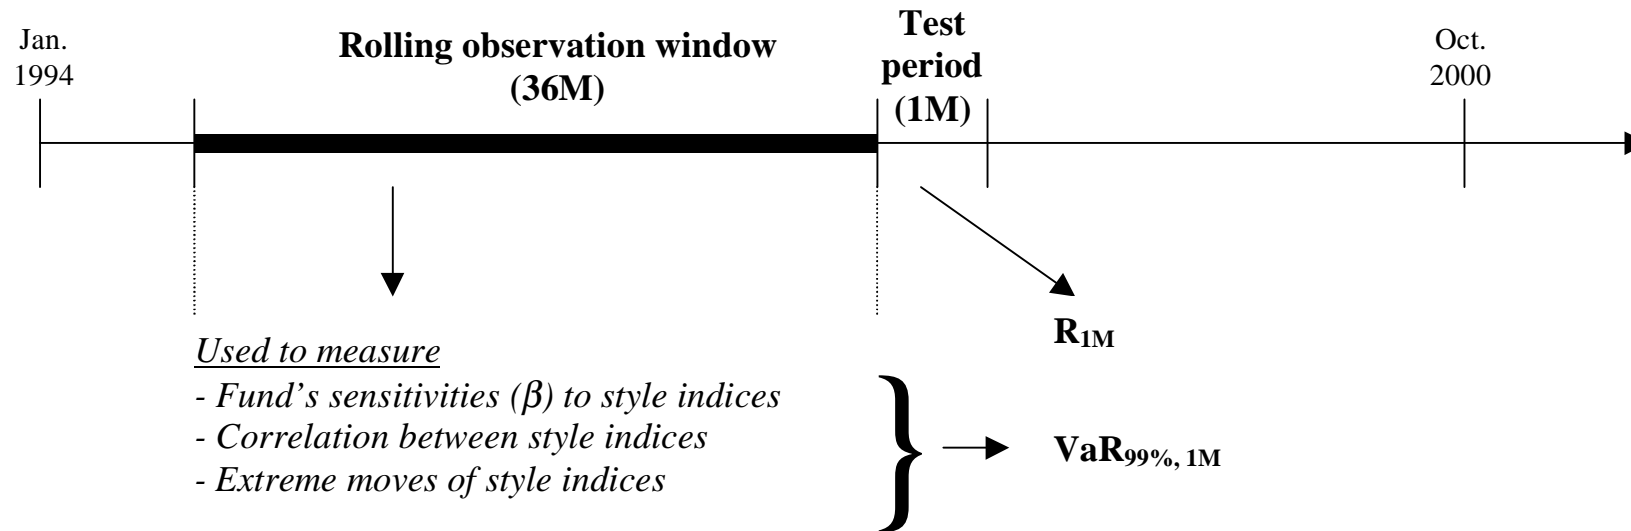 Jan.
1994
Rolling observation window
(36M)
Test
period
(1M)
Oct.
2000
R1M
Used to measure
- Fund’s sensitivities (β) to style indices
- Correlation between style indices
- Extreme moves of style indices
VaR99%, 1M